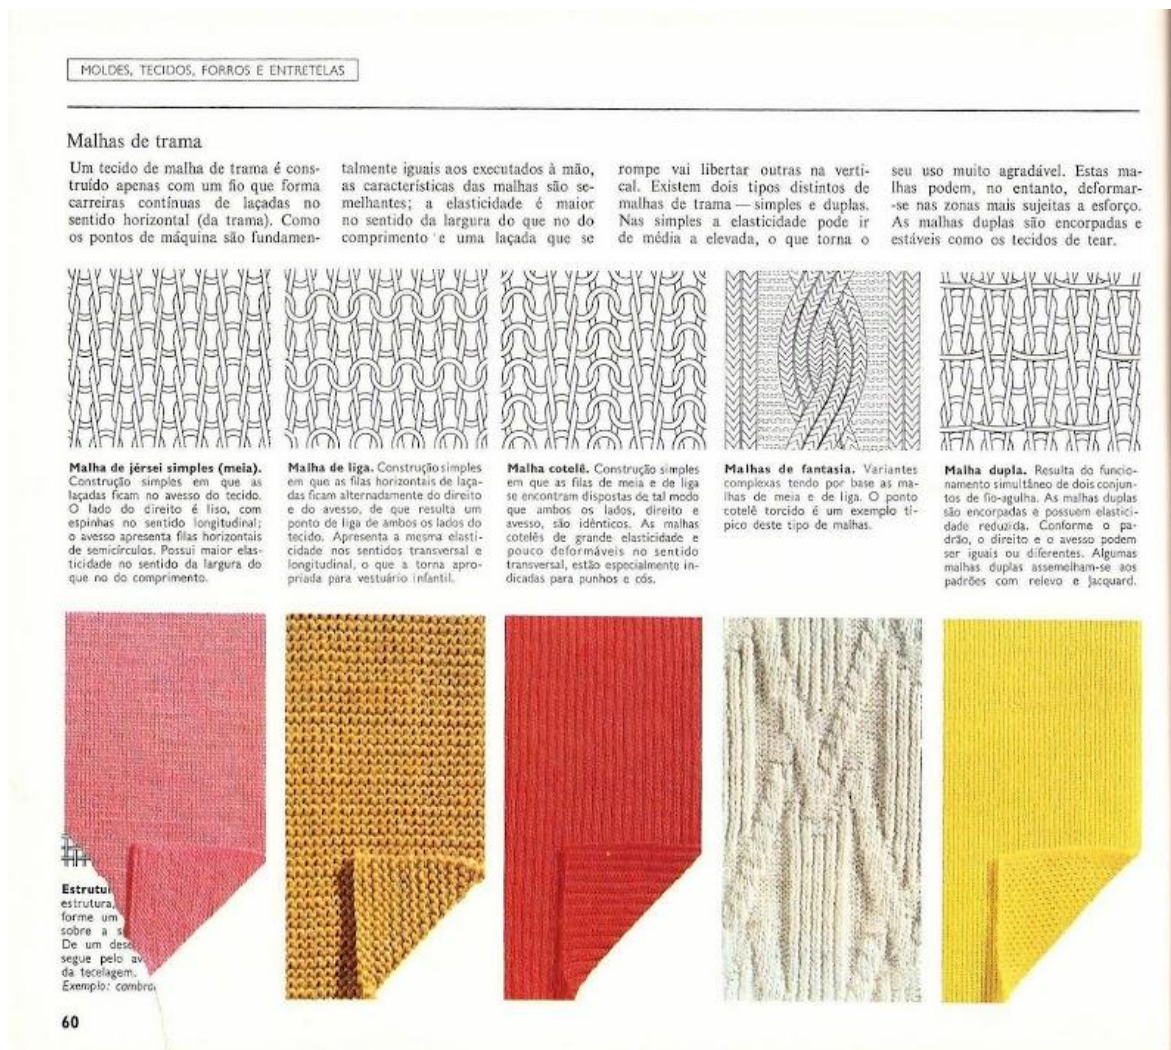 MOLDES, TECIDOS, FORROS E ENTRETELAS
Malhas de trama
Um tecido de malha de trama é cons-
truído apenas com um fio que forma
carreiras contínuas de laçadas no
sentido horizontal (da trama). Como
os pontos de máquina são fundamen-
talmente iguais aos executados à mão,
as características das malhas são se-
melhantes; a elasticidade é maior
no sentido da largura do que no do
comprimento e uma laçada que se
rompe vai libertar outras na verti-
cal. Existem dois tipos distintos de
malhas de trama — simples e duplas.
Nas simples a elasticidade pode ir
de média a elevada, o que torna o
seu uso muito agradável. Estas ma-
lhas podem, no entanto, deformar-
-se nas zonas mais sujeitas a esforço.
As malhas duplas são encorpadas e
estáveis como os tecidos de tear.
Malha de jérsei simples (meia).
Construção simples em que as
laçadas ficam no avesso do tecido.
O lado do direito é liso, com
espinhas no sentido longitudinal;
o avesso apresenta filas horizontais
de semicírculos. Possui maior elas-
ticidade no sentido da largura do
que no do comprimento.
Malha de liga. Construção simples
em que as filas horizontais de laça-
das ficam alternadamente do direito
e do avesso, de que resulta um
ponto de liga de ambos os lados do
tecido. Apresenta a mesma elasti-
cidade nos sentidos transversal e
longitudinal, o que a torna apro-
priada para vestuário infantil.
Malha cotelê. Construção simples
em que as filas de meia e de liga
se encontram dispostas de tal modo
que ambos os lados, direito e
avesso, são idênticos. As malhas
cotelês de grande elasticidade e
pouco deformáveis no sentido
transversal, estão especialmente in-
dicadas para punhos e cós.
Malhas de fantasia. Variantes
complexas tendo por base as ma-
lhas de meia e de liga. O ponto
cotelê torcido é um exemplo tí-
pico deste tipo de malhas.
Malha dupla. Resulta do funcio-
namento simultâneo de dois conjun-
tos de fio-agulha. As malhas duplas
são encorpadas e possuem elastici-
dade reduzida. Conforme o pa-
drão, o direito e o avesso podem
ser iguais ou diferentes. Algumas
malhas duplas assemelham-se aos
padrões com relevo e Jacquard.
Estrutu
estrutura,
forme um
sobre a s
De um dese
segue pelo av
da tecelagem.
Exemplo: cambra
60